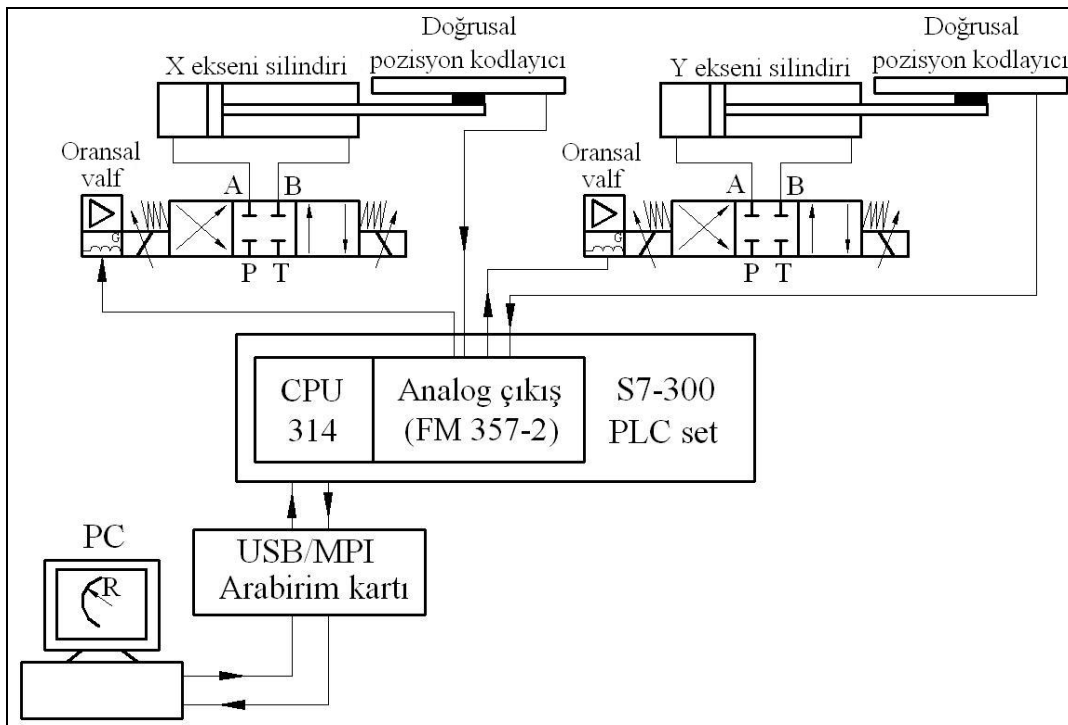 Doğrusal
pozisyon kodlayıcı
X ekseni silindiri
Oransal
valf
A
B
G
P
T
Doğrusal
pozisyon kodlayıcı
Y ekseni silindiri
Oransal
valf
A
B
G
P
T
CPU
314
Analog çıkış
(FM 357-2)
S7-300
PLC set
USB/MPI
Arabirim kartı
PC
R